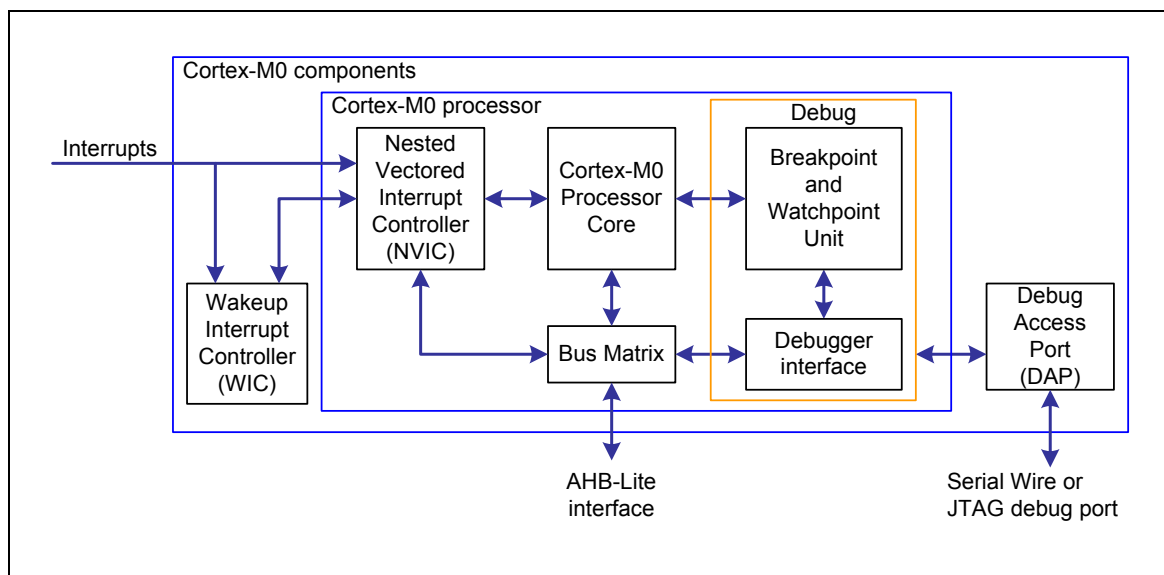 Cortex-M0 components
Cortex-M0 processor
Debug
Interrupts
Nested
Vectored
Interrupt
Controller
(NVIC)
Cortex-M0
Processor
Core
Breakpoint
and
Watchpoint
Unit
Wakeup
Interrupt
Controller
(WIC)
Bus Matrix
Debugger
interface
Debug
Access
Port
(DAP)
AHB-Lite
interface
Serial Wire or
JTAG debug port